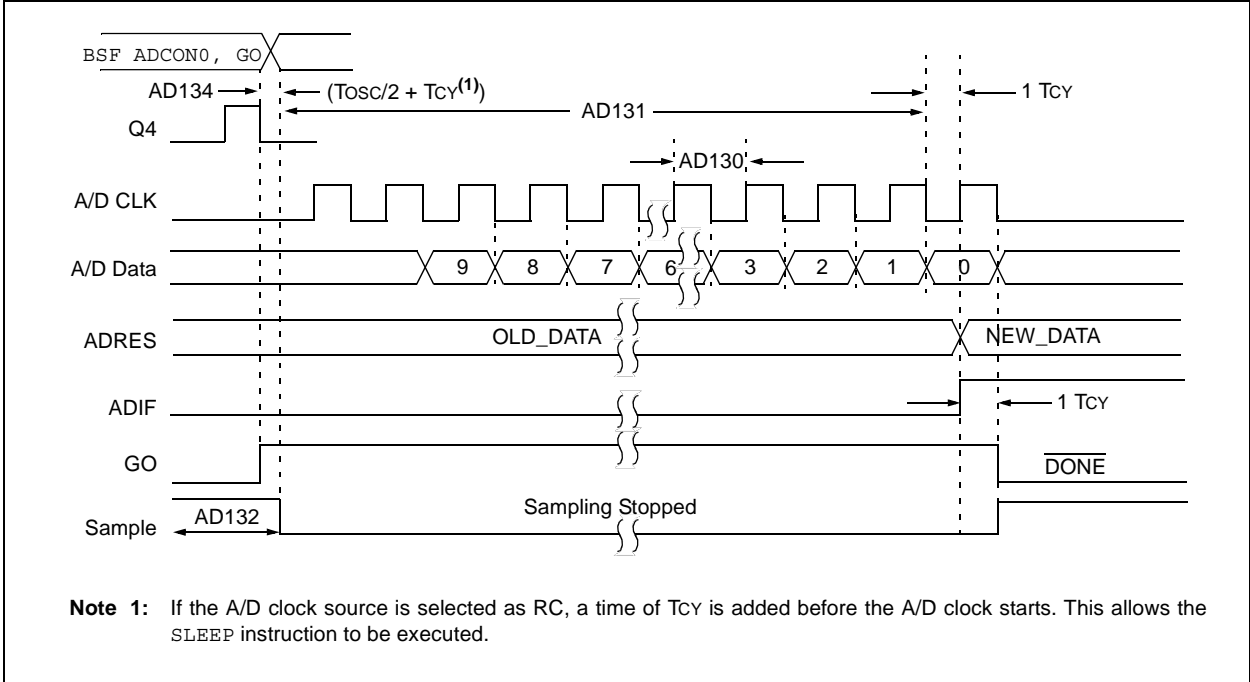 BSF ADCON0, GO
AD134
(TOSC/2 + TCY(1))
1 TCY
AD131
Q4
AD130
A/D CLK
A/D Data
9
8
7
6
3
2
1
0
ADRES
OLD_DATA
NEW_DATA
ADIF
1 TCY
GO
DONE
Sample
AD132
Sampling Stopped
Note 1: If the A/D clock source is selected as RC, a time of TCY is added before the A/D clock starts. This allows the
SLEEP instruction to be executed.